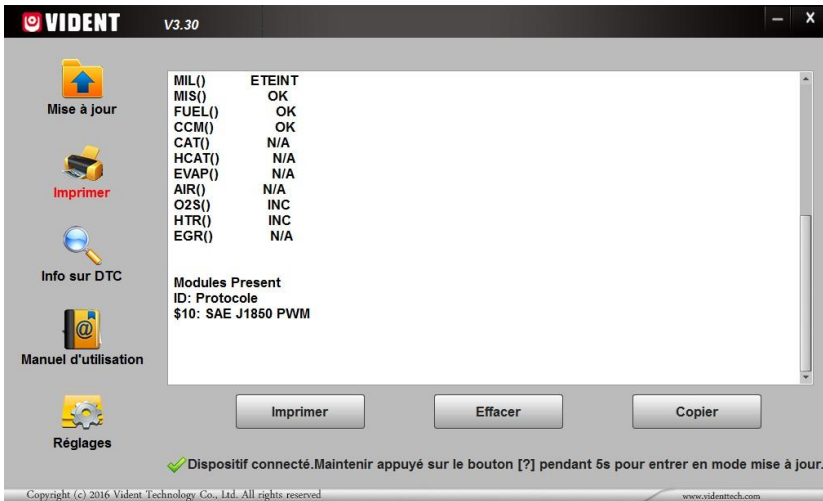 VIDENT V3.30
Mise à jour
Imprimer
Info sur DTC
Manuel d'utilisation
Réglages
MIL() ETEINT
MIS() OK
FUEL() OK
CCM() OK
CAT() N/A
HCAT() N/A
EVAP() N/A
AIR() N/A
O2S() INC
HTR() INC
EGR() N/A
Modules Present
ID: Protocole
$10: SAE J1850 PWM
Imprimer Effacer Copier
Dispositif connecté.Maintenir appuyé sur le bouton [?] pendant 5s pour entrer en mode mise à jour.
Copyright (c) 2016 Vident Technology Co., Ltd. All rights reserved www.videnttech.com